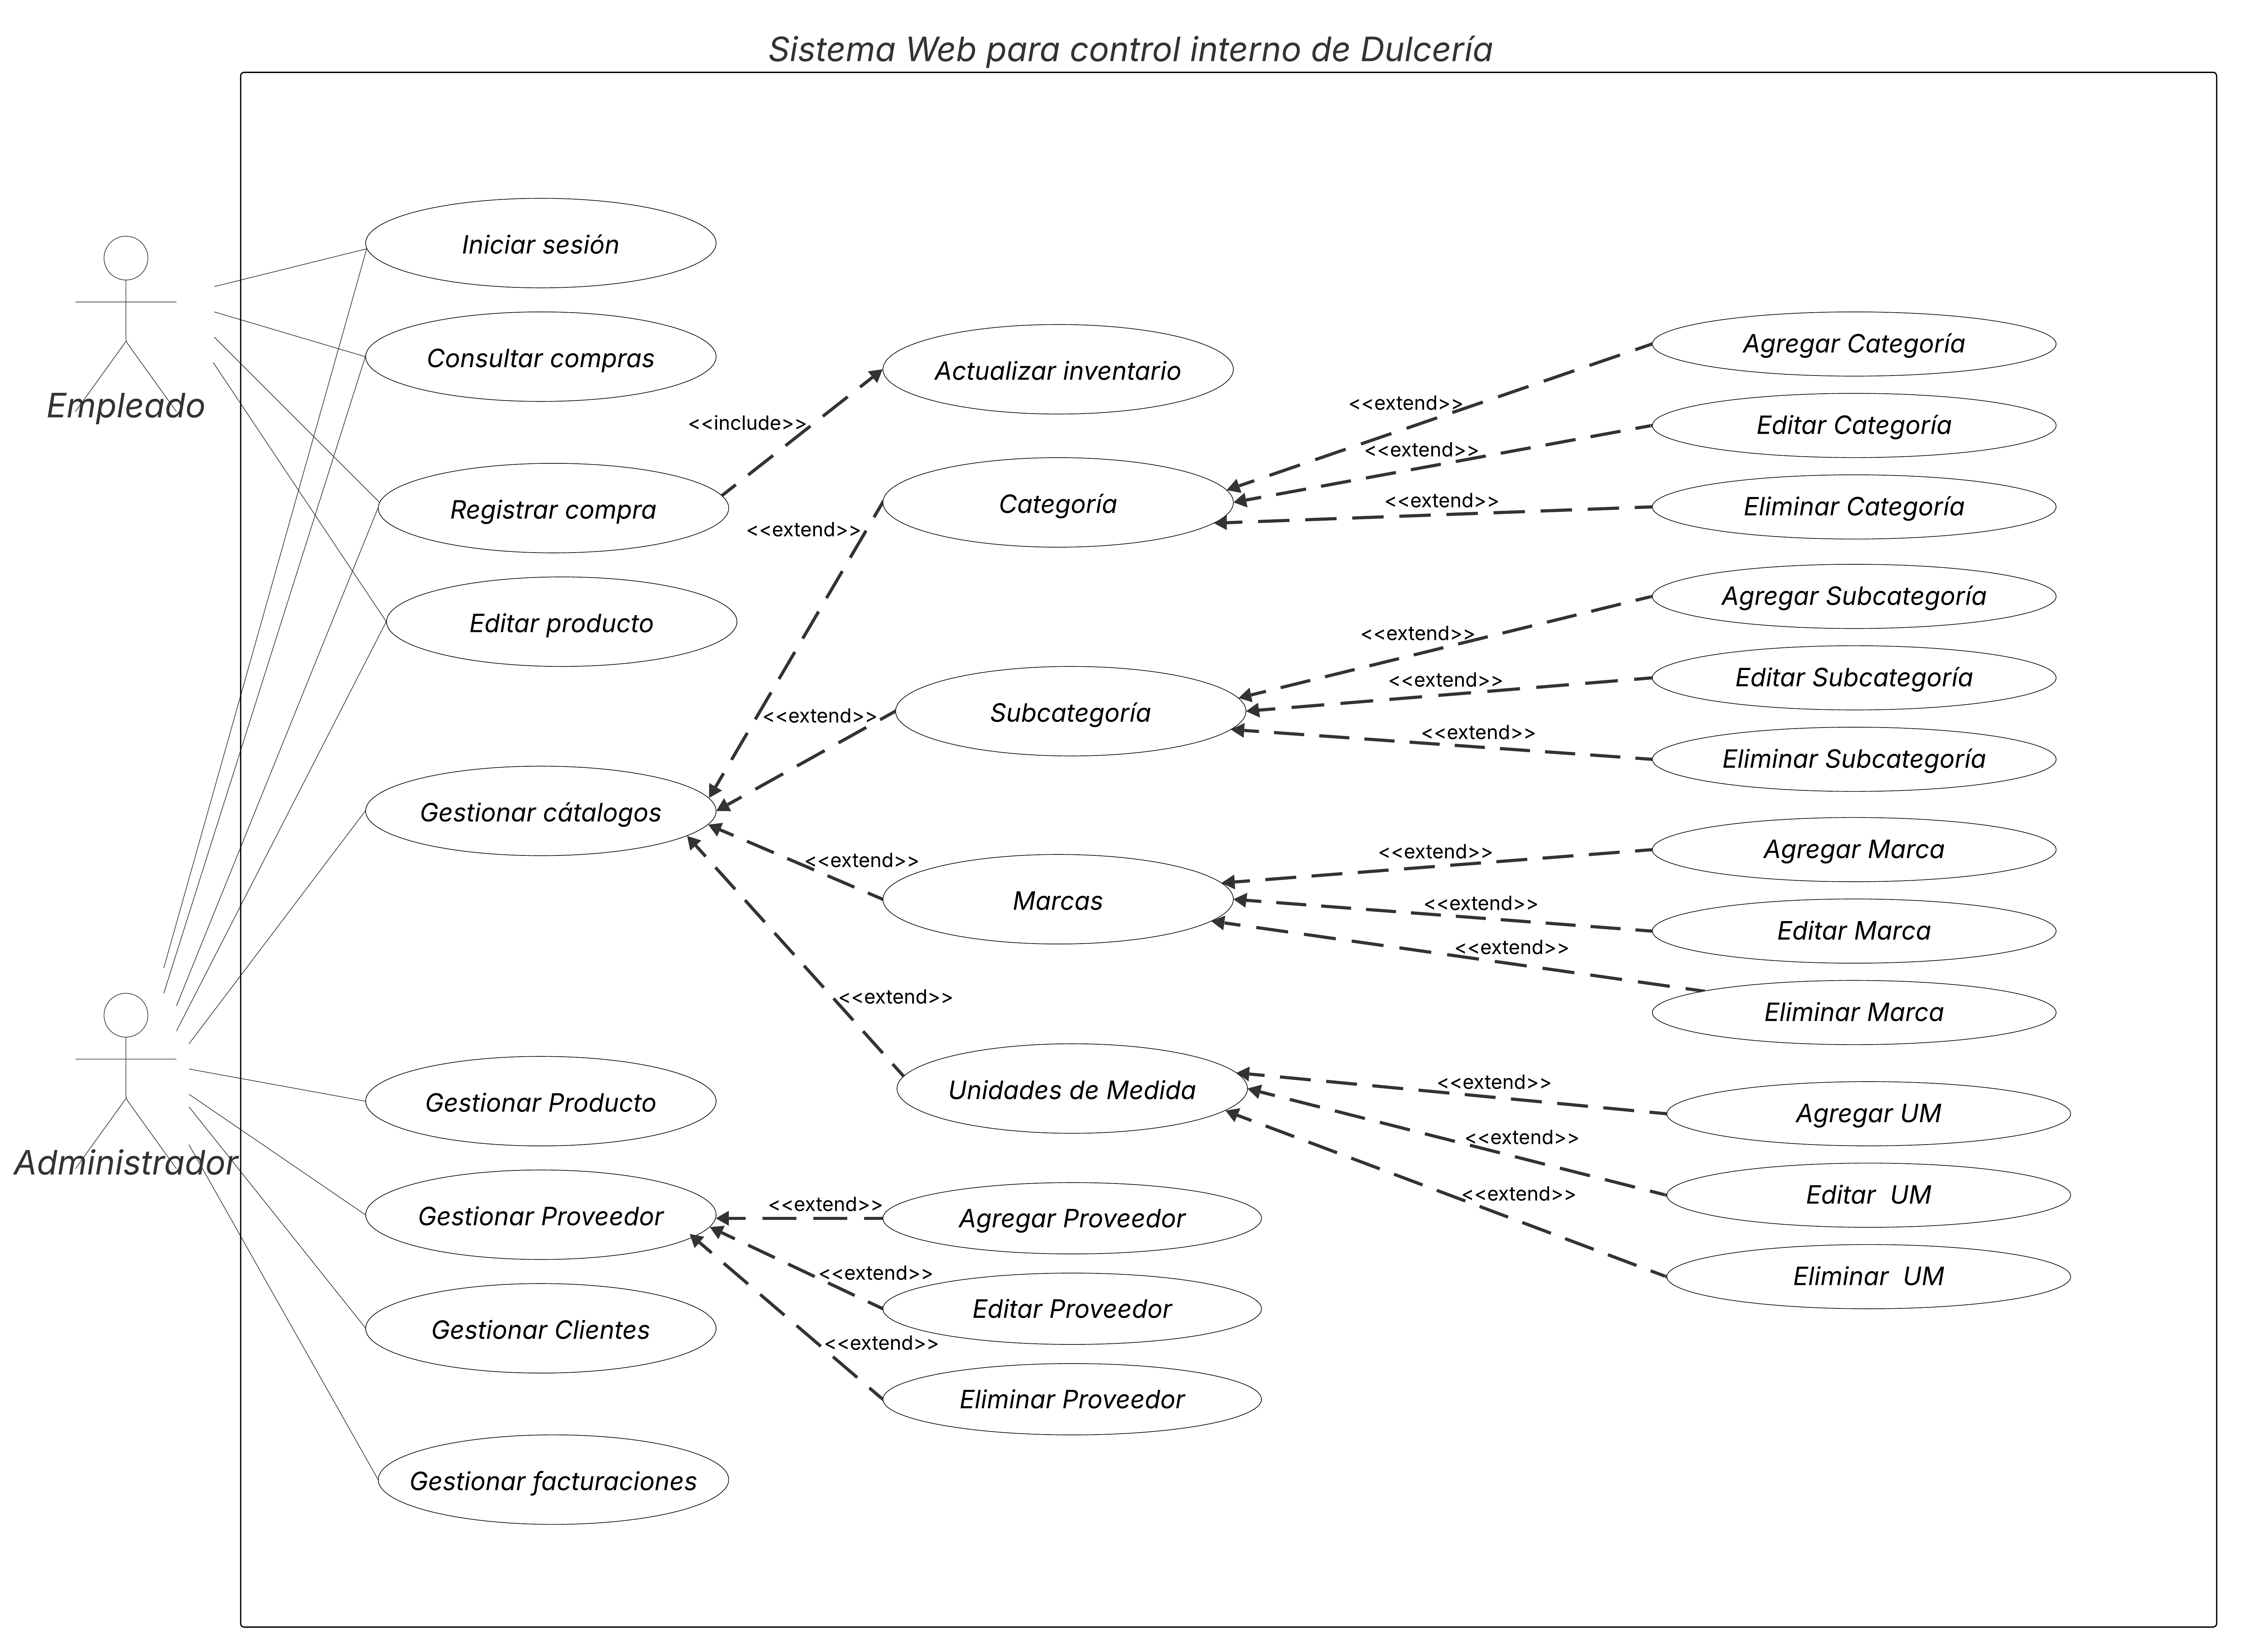 Sistema Web para control interno de Dulcería
Iniciar sesión
Consultar compras
Empleado
Registrar compra
Editar producto
<<include>>
Actualizar inventario
Categoría
<<extend>>
<<extend>>
<<extend>>
<<extend>>
Agregar Categoría
Editar Categoría
Eliminar Categoría
Gestionar cátalogos
<<extend>>
Subcategoría
<<extend>>
<<extend>>
<<extend>>
Agregar Subcategoría
Editar Subcategoría
Eliminar Subcategoría
<<extend>>
Marcas
<<extend>>
<<extend>>
<<extend>>
Agregar Marca
Editar Marca
Eliminar Marca
<<extend>>
Unidades de Medida
<<extend>>
<<extend>>
<<extend>>
Agregar UM
Editar  UM
Eliminar  UM
Administrador
Gestionar Producto
Gestionar Proveedor
<<extend>>
<<extend>>
<<extend>>
Agregar Proveedor
Editar Proveedor
Eliminar Proveedor
Gestionar Clientes
Gestionar facturaciones